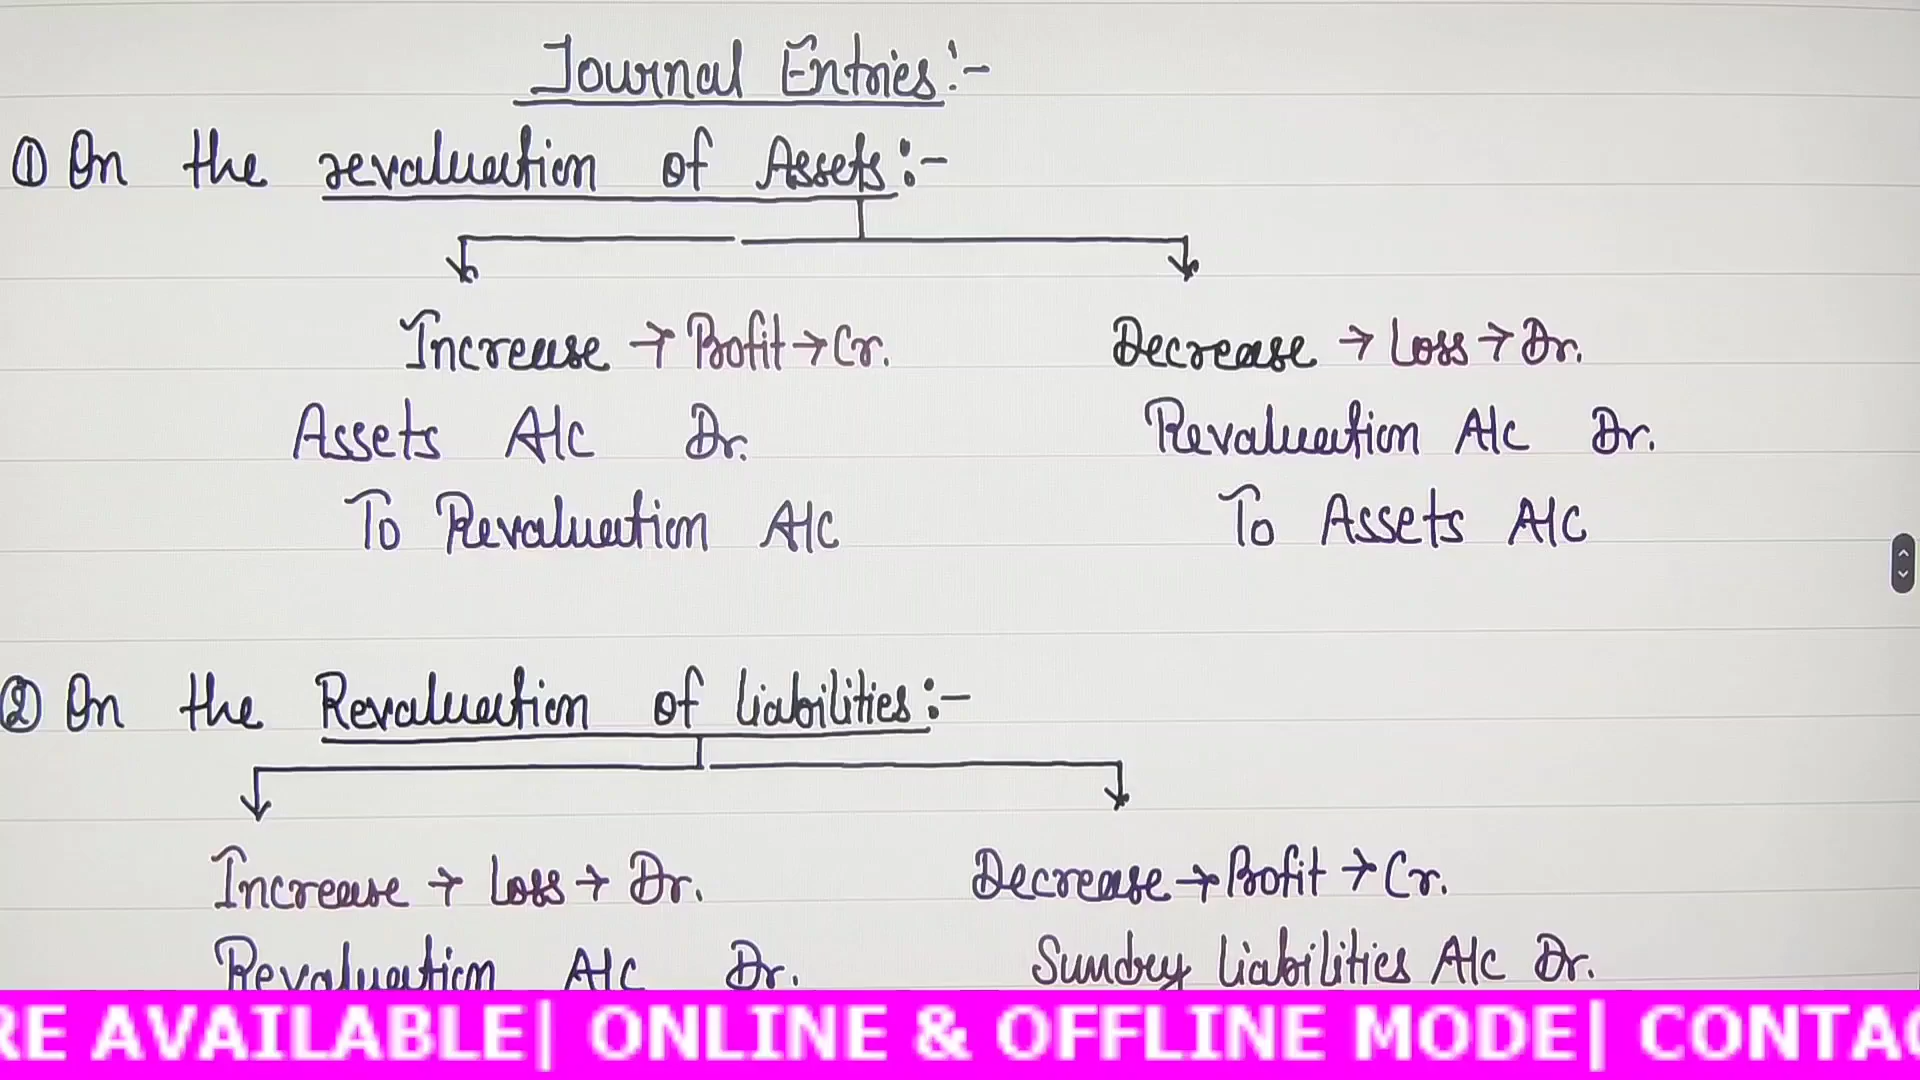 Journal Entries:-
① On the revaluation of Assets:-
Increase → Profit → Cr.
Decrease → Loss → Dr.
Assets A/c Dr.
Revaluation A/c Dr.
To Revaluation A/c
To Assets A/c
② On the Revaluation of liabilities:-
Increase → Loss → Dr.
Decrease → Profit → Cr.
Revaluation A/c Dr.
Sundry liabilities A/c Dr.
RE AVAILABLE| ONLINE & OFFLINE MODE| CONTAC